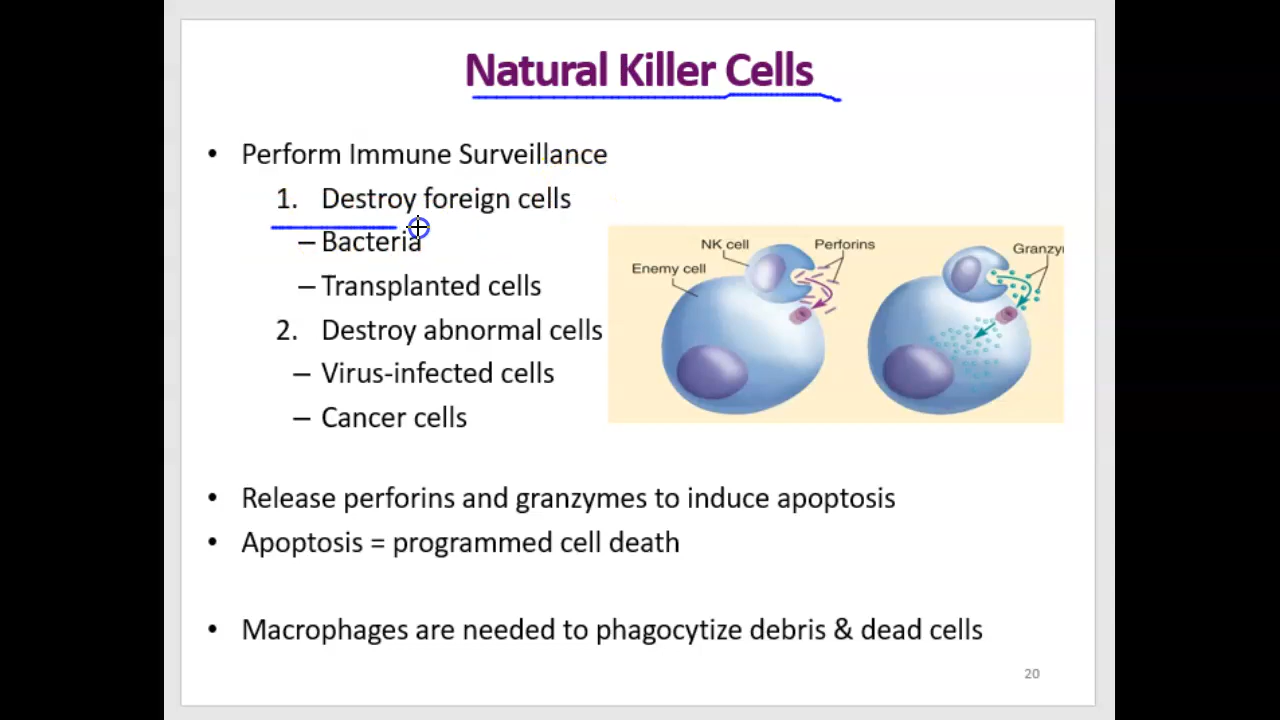 Natural Killer Cells
• Perform Immune Surveillance
1. Destroy foreign cells
– Bacteria
– Transplanted cells
2. Destroy abnormal cells
– Virus-infected cells
– Cancer cells
NK cell
Perforins
Enemy cell
Granzy
• Release perforins and granzymes to induce apoptosis
• Apoptosis = programmed cell death
• Macrophages are needed to phagocytize debris & dead cells
20